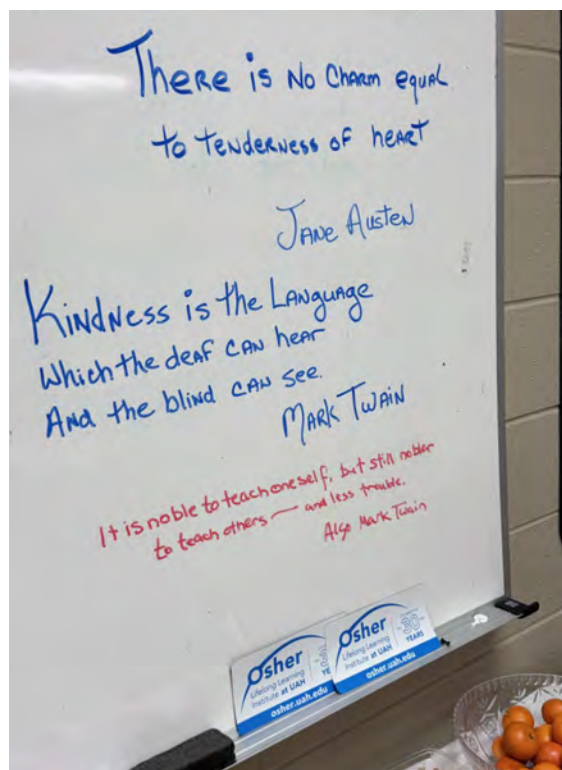 There is No Charm equal
to tenderness of heart
Jane Austen
Kindness is the Language
Which the deaf can hear
And the blind can see.
Mark Twain
It is noble to teach oneself, but still nobler
to teach others — and less trouble.
Also Mark Twain
Osher
Lifelong Learning
Institute at UAH
osher.uah.edu
Osher
Lifelong Learning
Institute at UAH
30
YEARS
osher.uah.edu